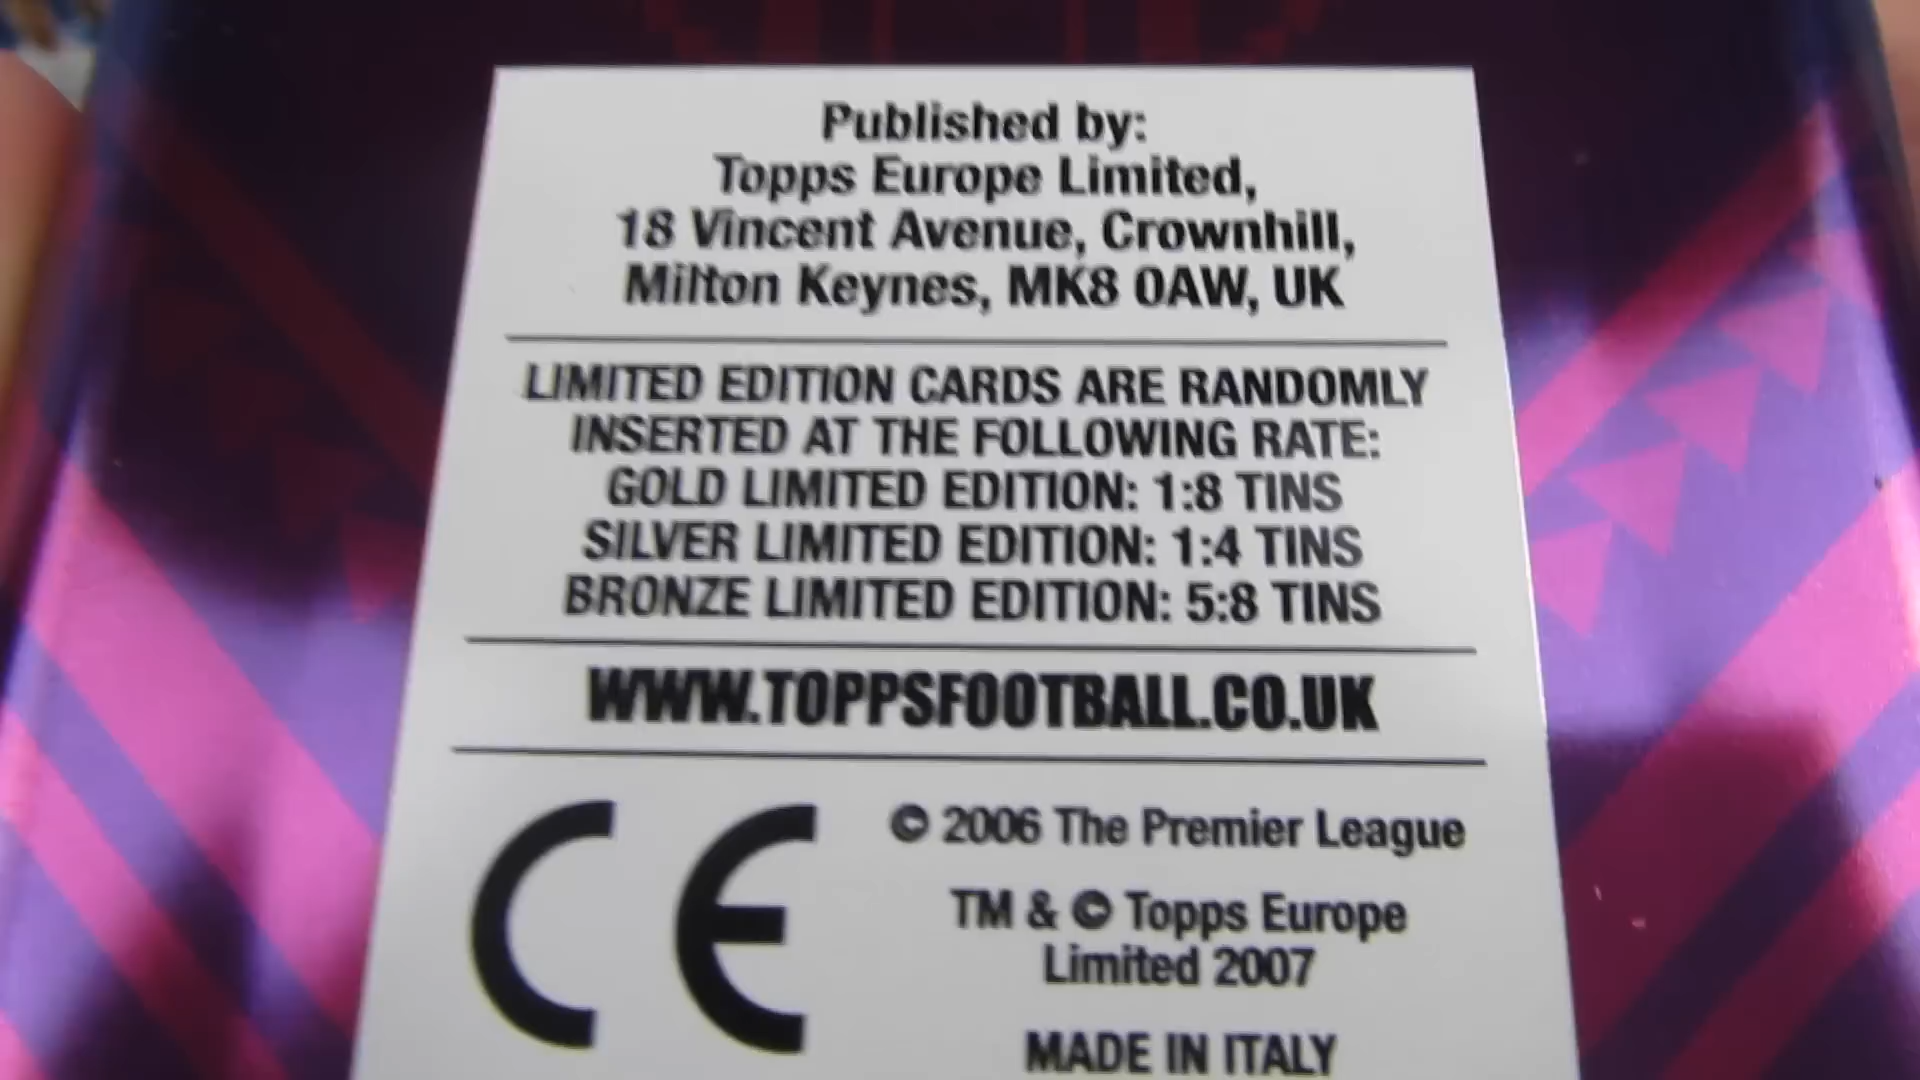 Published by:
Topps Europe Limited,
18 Vincent Avenue, Crownhill,
Milton Keynes, MK8 0AW, UK
LIMITED EDITION CARDS ARE RANDOMLY
INSERTED AT THE FOLLOWING RATE:
GOLD LIMITED EDITION: 1:8 TINS
SILVER LIMITED EDITION: 1:4 TINS
BRONZE LIMITED EDITION: 5:8 TINS
WWW.TOPPSFOOTBALL.CO.UK
CE
© 2006 The Premier League
TM & © Topps Europe
Limited 2007
MADE IN ITALY